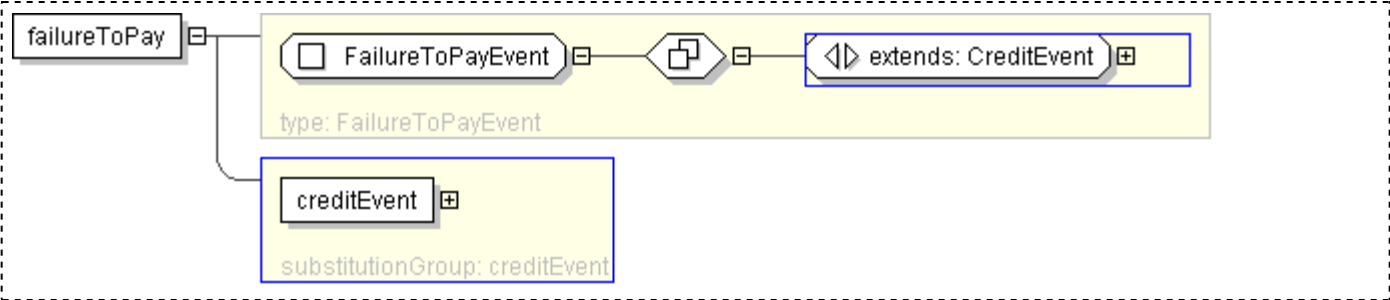 failureToPay
FailureToPayEvent
extends: CreditEvent
type: FailureToPayEvent
creditEvent
substitutionGroup: creditEvent